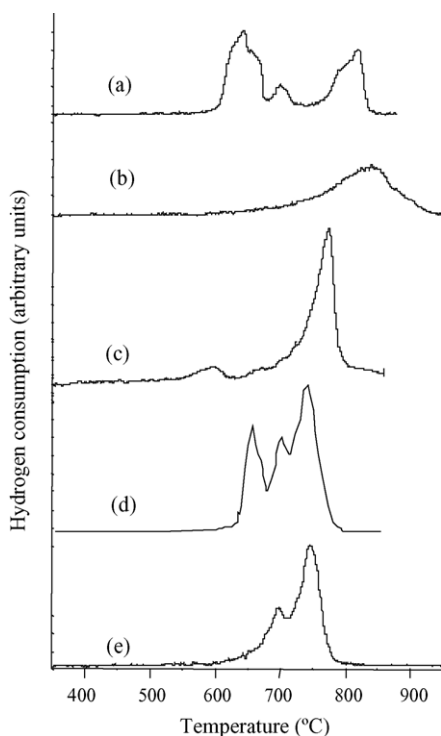 Hydrogen consumption (arbitrary units)
(a)
(b)
(c)
(d)
(e)
400 500 600 700 800 900
Temperature (ºC)